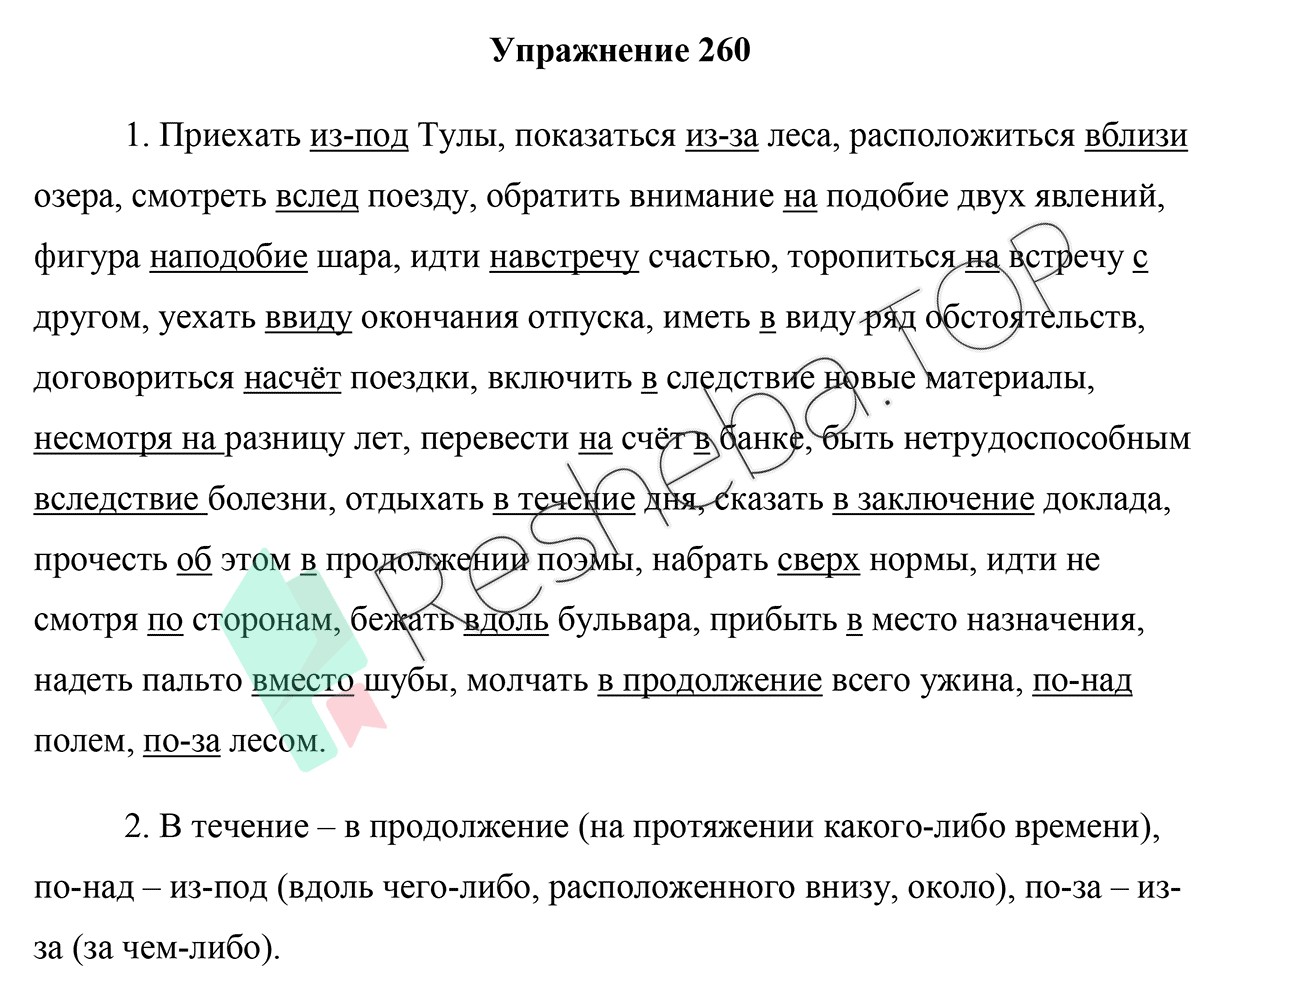 Упражнение 260
1. Приехать из-под Тулы, показаться из-за леса, расположиться вблизи
озера, смотреть вслед поезду, обратить внимание на подобие двух явлений,
фигура наподобие шара, идти навстречу счастью, торопиться на встречу с
другом, уехать ввиду окончания отпуска, иметь в виду ряд обстоятельств,
договориться насчёт поездки, включить в следствие новые материалы,
несмотря на разницу лет, перевести на счёт в банке, быть нетрудоспособным
вследствие болезни, отдыхать в течение дня, сказать в заключение доклада,
прочесть об этом в продолжении поэмы, набрать сверх нормы, идти не
смотря по сторонам, бежать вдоль бульвара, прибыть в место назначения,
надеть пальто вместо шубы, молчать в продолжение всего ужина, по-над
полем, по-за лесом.
2. В течение – в продолжение (на протяжении какого-либо времени),
по-над – из-под (вдоль чего-либо, расположенного внизу, около), по-за – из-
за (за чем-либо).
Resheba.TOP